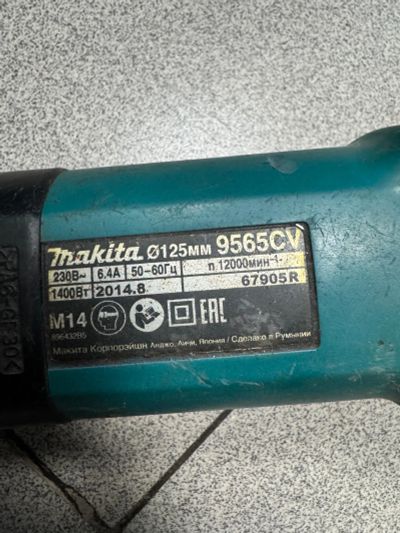 makita Ø125мм 9565CV
230В~ 6.4А 50-60Гц n 12000мин-1
1400Вт 2014.8 67905R
M14 EAC
896432B5
Макита Корпорэйшн Анджо, Аичи, Япония / Сделано в Румынии